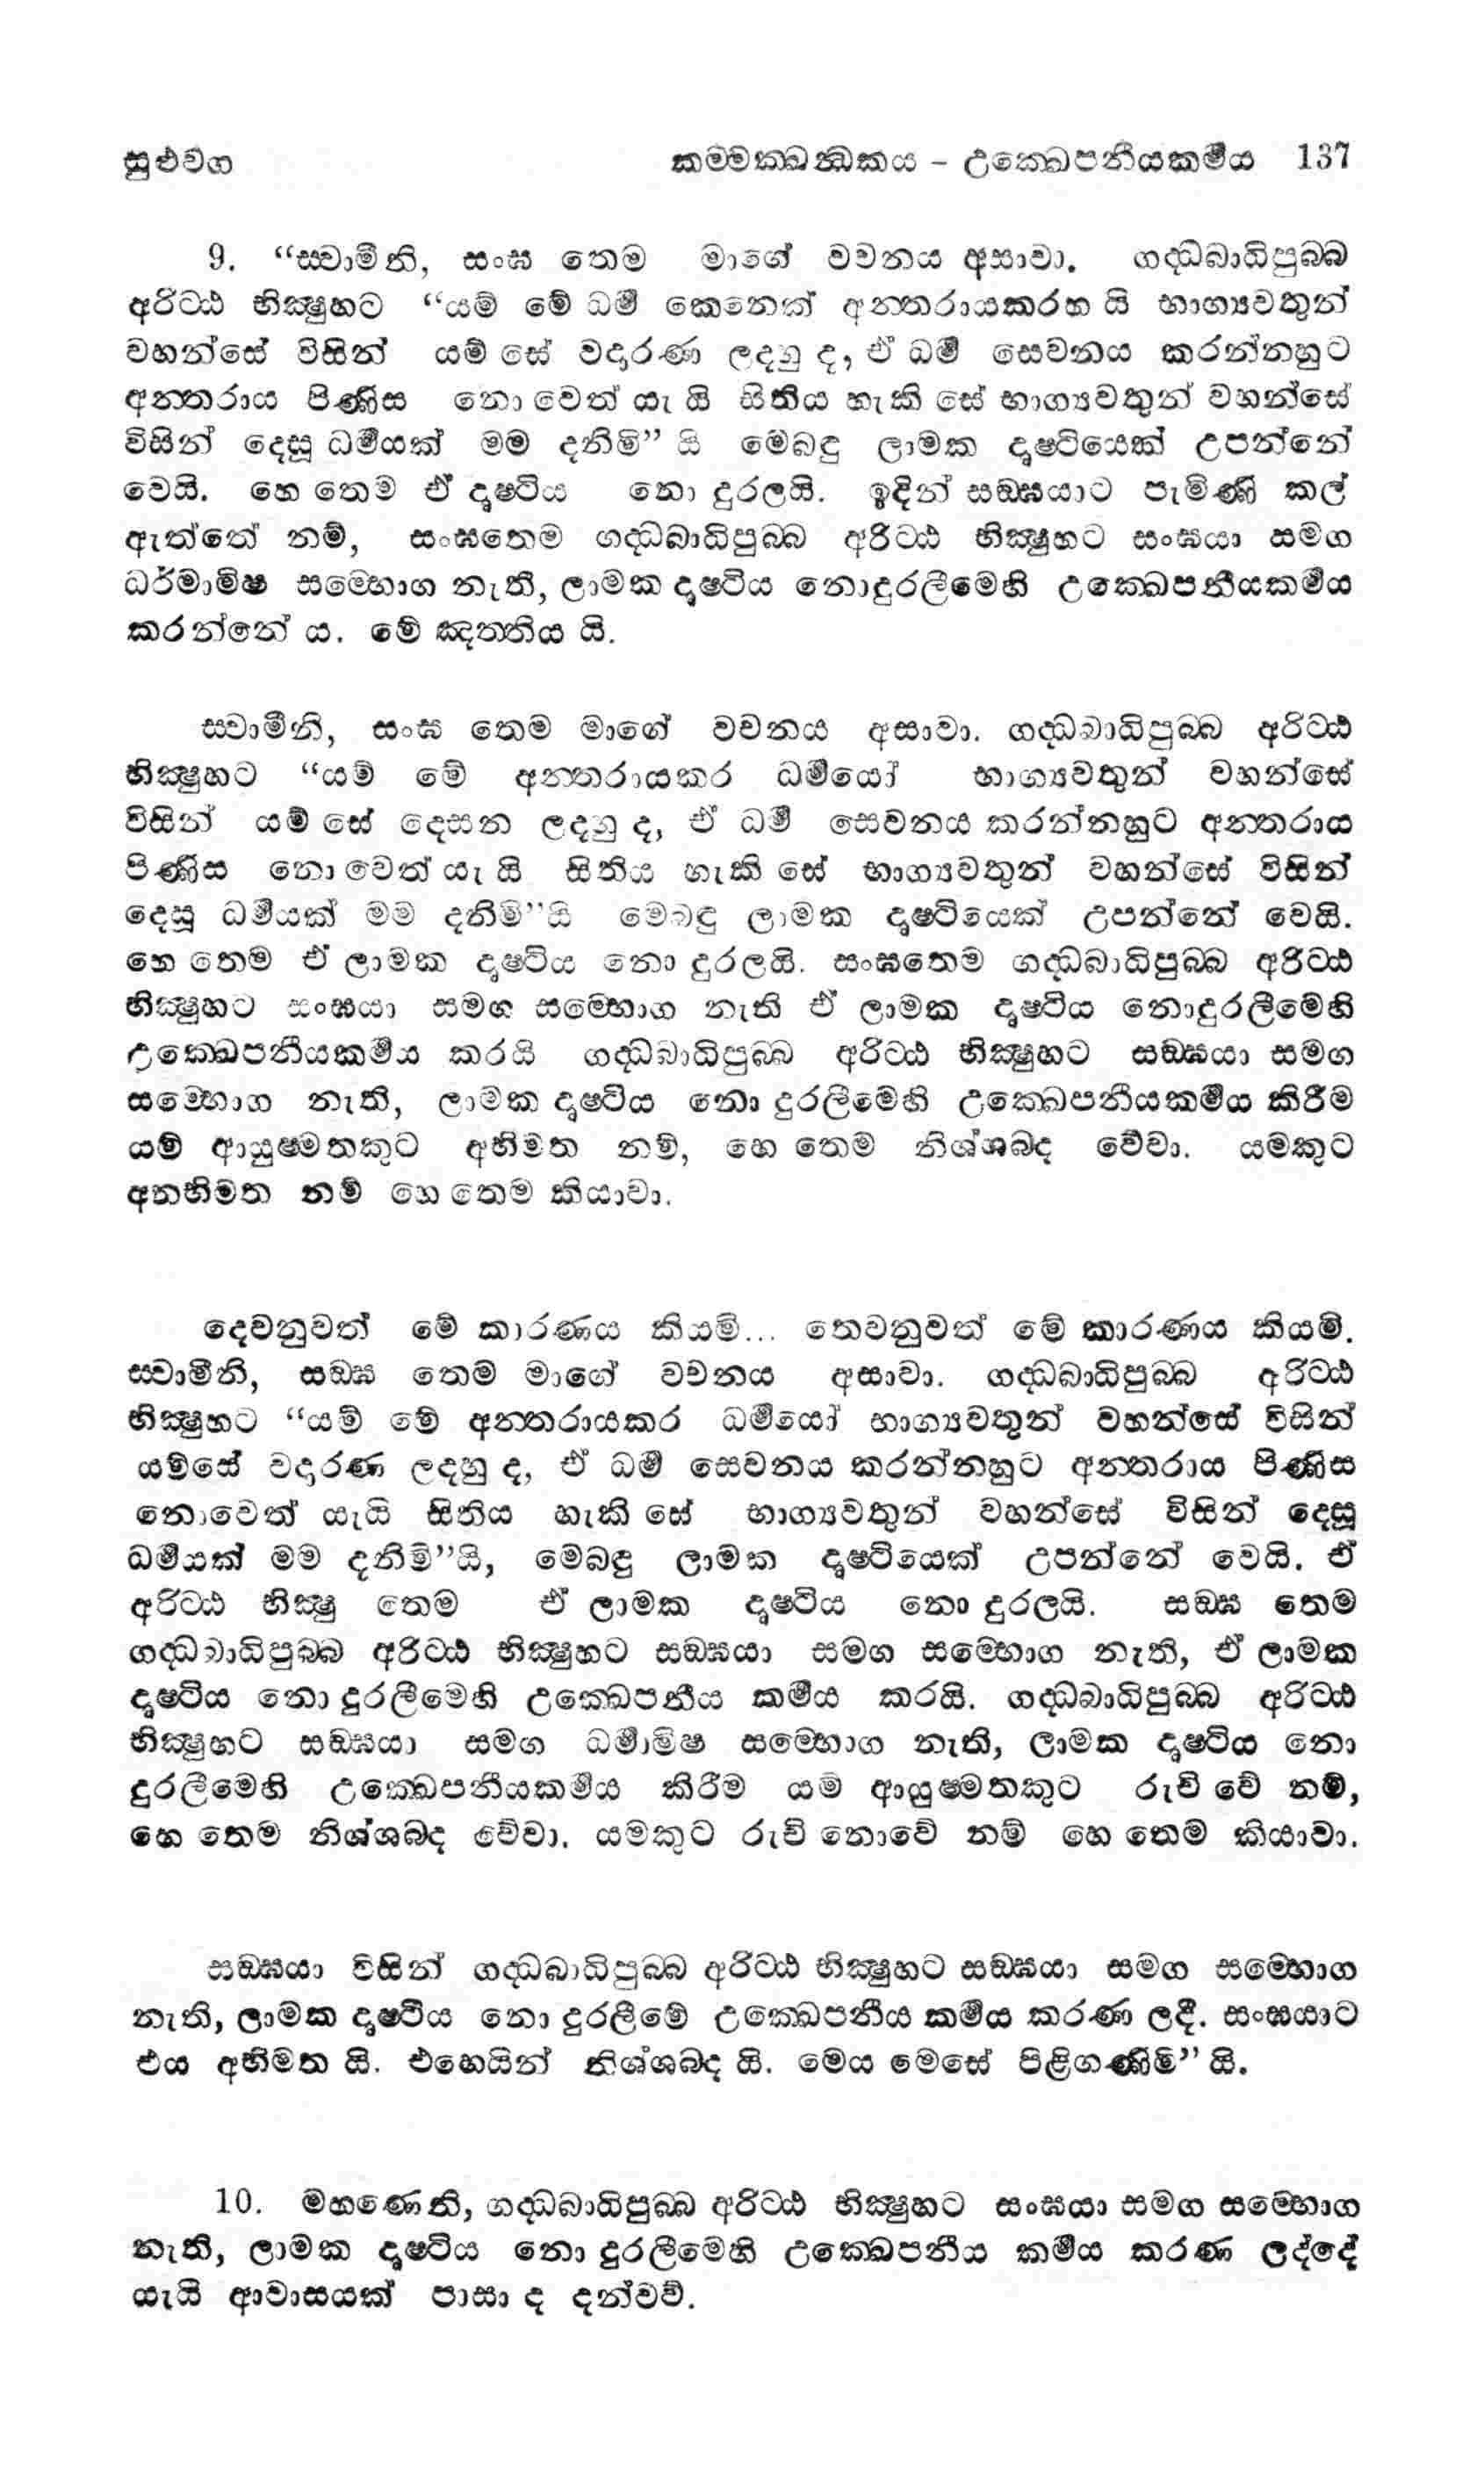 සුළුවග කම්මක්ඛන්ධකය - උක්ඛෙපනීයකර්මය 137
9. “ස්වාමීනි, සංඝ තෙම මාගේ වචනය අසාවා. ගද්ධබාධිපුබ්බ
අරිට්ඨ භික්ෂුහට “යම් මේ ධර්ම කෙනෙක් අන්තරායකරහ යි භාග්‍යවතුන්
වහන්සේ විසින් යම් සේ වදාරණ ලදහු ද, ඒ ධර්ම සෙවනය කරන්නහුට
අන්තරාය පිණිස නො වෙත් යැ යි සිතිය හැකි සේ භාග්‍යවතුන් වහන්සේ
විසින් දෙසූ ධර්මයක් මම දනිමි” යි මෙබඳු ලාමක දෘෂ්ටියෙක් උපන්නේ
වෙයි. හෙ තෙම ඒ දෘෂ්ටිය නො දුරලයි. ඉදින් සඞ්ඝයාට පැමිණි කල්
ඇත්තේ නම්, සංඝතෙම ගද්ධබාධිපුබ්බ අරිට්ඨ භික්ෂුහට සංඝයා සමග
ධර්මාමිෂ සම්භොග නැති, ලාමක දෘෂ්ටිය නොදුරලීමෙහි උක්ඛෙපනීයකර්මය
කරන්නේ ය. මේ ඤත්තිය යි.
ස්වාමීනි, සංඝ තෙම මාගේ වචනය අසාවා. ගද්ධබාධිපුබ්බ අරිට්ඨ
භික්ෂුහට “යම් මේ අන්තරායකර ධර්මයෝ භාග්‍යවතුන් වහන්සේ
විසින් යම් සේ දෙසන ලදහු ද, ඒ ධර්ම සෙවනය කරන්නහුට අන්තරාය
පිණිස නො වෙත් යැ යි සිතිය හැකි සේ භාග්‍යවතුන් වහන්සේ විසින්
දෙසූ ධර්මයක් මම දනිමි”යි මෙබඳු ලාමක දෘෂ්ටියෙක් උපන්නේ වෙයි.
හෙ තෙම ඒ ලාමක දෘෂ්ටිය නො දුරලයි. සංඝතෙම ගද්ධබාධිපුබ්බ අරිට්ඨ
භික්ෂුහට සංඝයා සමග සම්භොග නැති ඒ ලාමක දෘෂ්ටිය නොදුරලීමෙහි
උක්ඛෙපනීයකර්මය කරයි ගද්ධබාධිපුබ්බ අරිට්ඨ භික්ෂුහට සඞ්ඝයා සමග
සම්භොග නැති, ලාමක දෘෂ්ටිය නො දුරලීමෙහි උක්ඛෙපනීයකර්මය කිරීම
යම් ආයුෂ්මතකුට අභිමත නම්, හෙ තෙම නිශ්ශබ්ද වේවා. යමකුට
අනභිමත නම් හෙ තෙම කියාවා.
දෙවනුවත් මේ කාරණය කියමි... තෙවනුවත් මේ කාරණය කියමි.
ස්වාමීනි, සඞ්ඝ තෙම මාගේ වචනය අසාවා. ගද්ධබාධිපුබ්බ අරිට්ඨ
භික්ෂුහට “යම් මේ අන්තරායකර ධර්මයෝ භාග්‍යවතුන් වහන්සේ විසින්
යම්සේ වදාරණ ලදහු ද, ඒ ධර්ම සෙවනය කරන්නහුට අන්තරාය පිණිස
නොවෙත් යැයි සිතිය හැකි සේ භාග්‍යවතුන් වහන්සේ විසින් දෙසූ
ධර්මයක් මම දනිමි”යි, මෙබඳු ලාමක දෘෂ්ටියෙක් උපන්නේ වෙයි. ඒ
අරිට්ඨ භික්ෂු තෙම ඒ ලාමක දෘෂ්ටිය නො දුරලයි. සඞ්ඝ තෙම
ගද්ධබාධිපුබ්බ අරිට්ඨ භික්ෂුහට සඞ්ඝයා සමග සම්භොග නැති, ඒ ලාමක
දෘෂ්ටිය නො දුරලීමෙහි උක්ඛෙපනීය කර්මය කරයි. ගද්ධබාධිපුබ්බ අරිට්ඨ
භික්ෂුහට සඞ්ඝයා සමග ධර්මාමිෂ සම්භොග නැති, ලාමක දෘෂ්ටිය නො
දුරලීමෙහි උක්ඛෙපනීයකර්මය කිරීම යම් ආයුෂ්මතකුට රුචි වේ නම්,
හෙ තෙම නිශ්ශබ්ද වේවා. යමකුට රුචි නොවේ නම් හෙ තෙම කියාවා.
සඞ්ඝයා විසින් ගද්ධබාධිපුබ්බ අරිට්ඨ භික්ෂුහට සඞ්ඝයා සමග සම්භොග
නැති, ලාමක දෘෂ්ටිය නො දුරලීමේ උක්ඛෙපනීය කර්මය කරණ ලදී. සංඝයාට
එය අභිමත යි. එහෙයින් නිශ්ශබ්ද යි. මෙය මෙසේ පිළිගණිමි” යි.
10. මහණෙනි, ගද්ධබාධිපුබ්බ අරිට්ඨ භික්ෂුහට සංඝයා සමග සම්භොග
නැති, ලාමක දෘෂ්ටිය නො දුරලීමෙහි උක්ඛෙපනීය කර්මය කරණ ලද්දේ
යැයි ආවාසයක් පාසා ද දන්වව්.